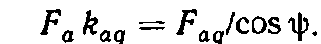 F_a k_{aq} = F_{aq}/cos ψ.